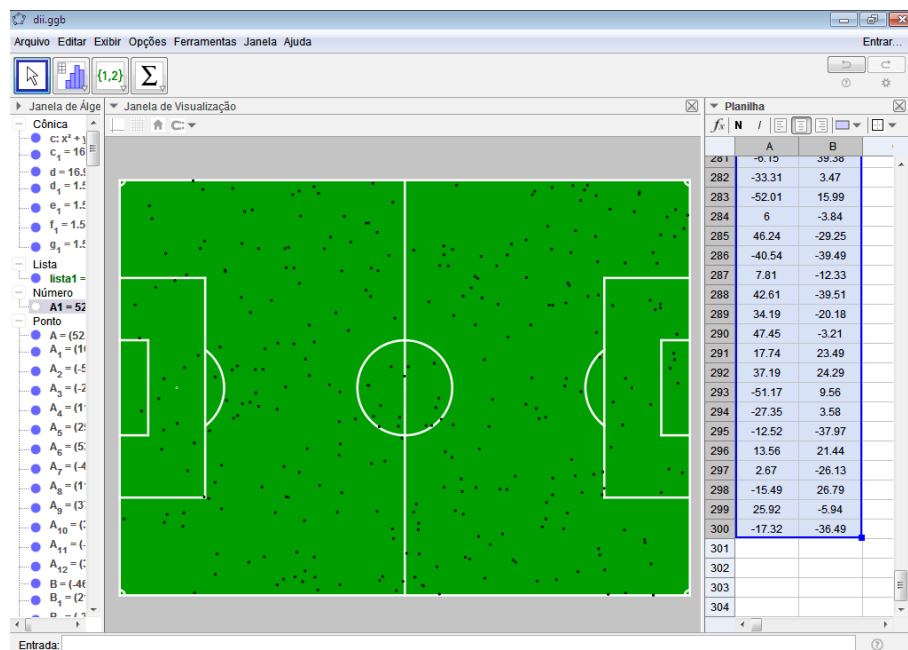 dii.ggb
Arquivo Editar Exibir Opções Ferramentas Janela Ajuda Entrar...
{1,2} Σ
Janela de Álge Janela de Visualização Planilha
Cônica
c: x² + y
c₁ = 16
d = 16.9
d₁ = 1.5
e₁ = 1.5
f₁ = 1.5
g₁ = 1.5
Lista
lista1 =
Número
A1 = 52
Ponto
A = (52.
A₁ = (1
A₂ = (-5
A₃ = (-2
A₄ = (1
A₅ = (2
A₆ = (5
A₇ = (-4
A₈ = (1
A₉ = (3
A₁₀ = (
A₁₁ = (-
A₁₂ = (
B = (-46
B₁ = (2
fx N I
A B
281 -6.15 39.38
282 -33.31 3.47
283 -52.01 15.99
284 6 -3.84
285 46.24 -29.25
286 -40.54 -39.49
287 7.81 -12.33
288 42.61 -39.51
289 34.19 -20.18
290 47.45 -3.21
291 17.74 23.49
292 37.19 24.29
293 -51.17 9.56
294 -27.35 3.58
295 -12.52 -37.97
296 13.56 21.44
297 2.67 -26.13
298 -15.49 26.79
299 25.92 -5.94
300 -17.32 -36.49
301
302
303
304
Entrada: